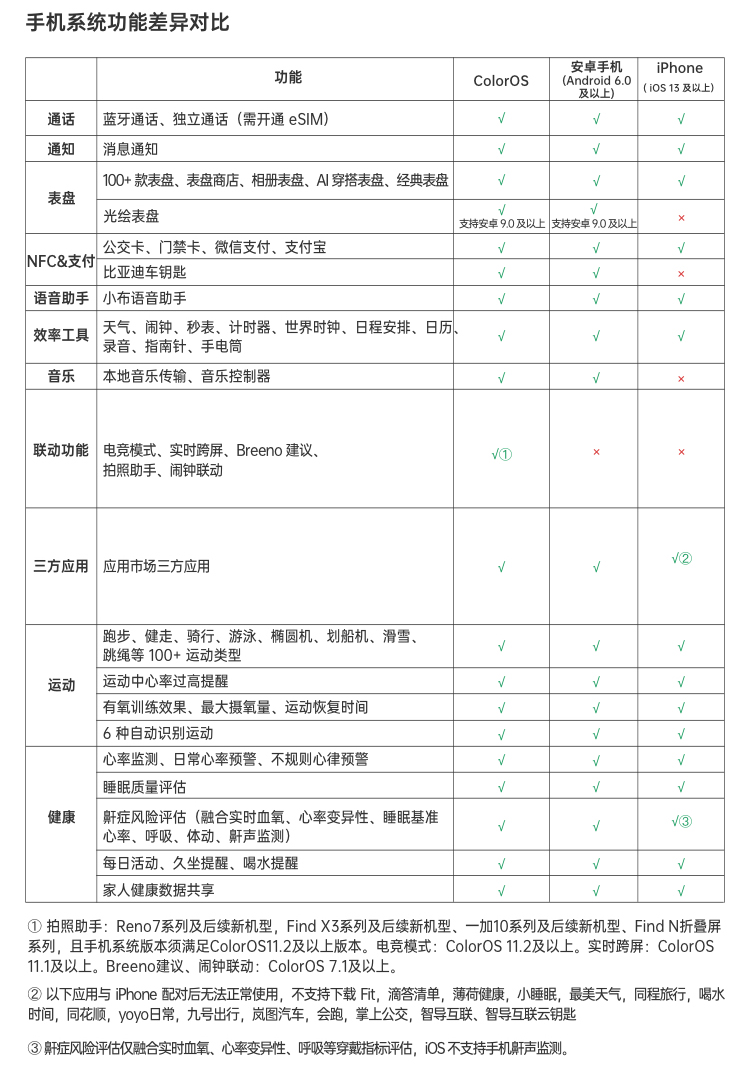 手机系统功能差异对比
功能
ColorOS
安卓手机
(Android 6.0
及以上)
iPhone
( iOS 13 及以上)
通话
蓝牙通话、独立通话（需开通 eSIM）
√
√
√
通知
消息通知
√
√
√
表盘
100+ 款表盘、表盘商店、相册表盘、AI 穿搭表盘、经典表盘
√
√
√
光绘表盘
√
支持安卓 9.0 及以上
√
支持安卓 9.0 及以上
×
NFC&支付
公交卡、门禁卡、微信支付、支付宝
√
√
√
比亚迪车钥匙
√
√
×
语音助手
小布语音助手
√
√
√
效率工具
天气、闹钟、秒表、计时器、世界时钟、日程安排、日历、
录音、指南针、手电筒
√
√
√
音乐
本地音乐传输、音乐控制器
√
√
×
联动功能
电竞模式、实时跨屏、Breeno 建议、
拍照助手、闹钟联动
√①
×
×
三方应用
应用市场三方应用
√
√
√②
运动
跑步、健走、骑行、游泳、椭圆机、划船机、滑雪、
跳绳等 100+ 运动类型
√
√
√
运动中心率过高提醒
√
√
√
有氧训练效果、最大摄氧量、运动恢复时间
√
√
√
6 种自动识别运动
√
√
√
健康
心率监测、日常心率预警、不规则心律预警
√
√
√
睡眠质量评估
√
√
√
鼾症风险评估（融合实时血氧、心率变异性、睡眠基准
心率、呼吸、体动、鼾声监测）
√
√
√③
每日活动、久坐提醒、喝水提醒
√
√
√
家人健康数据共享
√
√
√
① 拍照助手：Reno7系列及后续新机型，Find X3系列及后续新机型、一加10系列及后续新机型、Find N折叠屏
系列，且手机系统版本须满足ColorOS11.2及以上版本。电竞模式：ColorOS 11.2及以上。实时跨屏：ColorOS
11.1及以上。Breeno建议、闹钟联动：ColorOS 7.1及以上。
② 以下应用与 iPhone 配对后无法正常使用，不支持下载 Fit，滴答清单，薄荷健康，小睡眠，最美天气，同程旅行，喝水
时间，同花顺，yoyo日常，九号出行，岚图汽车，会跑，掌上公交，智导互联、智导互联云钥匙
③ 鼾症风险评估仅融合实时血氧、心率变异性、呼吸等穿戴指标评估，iOS 不支持手机鼾声监测。